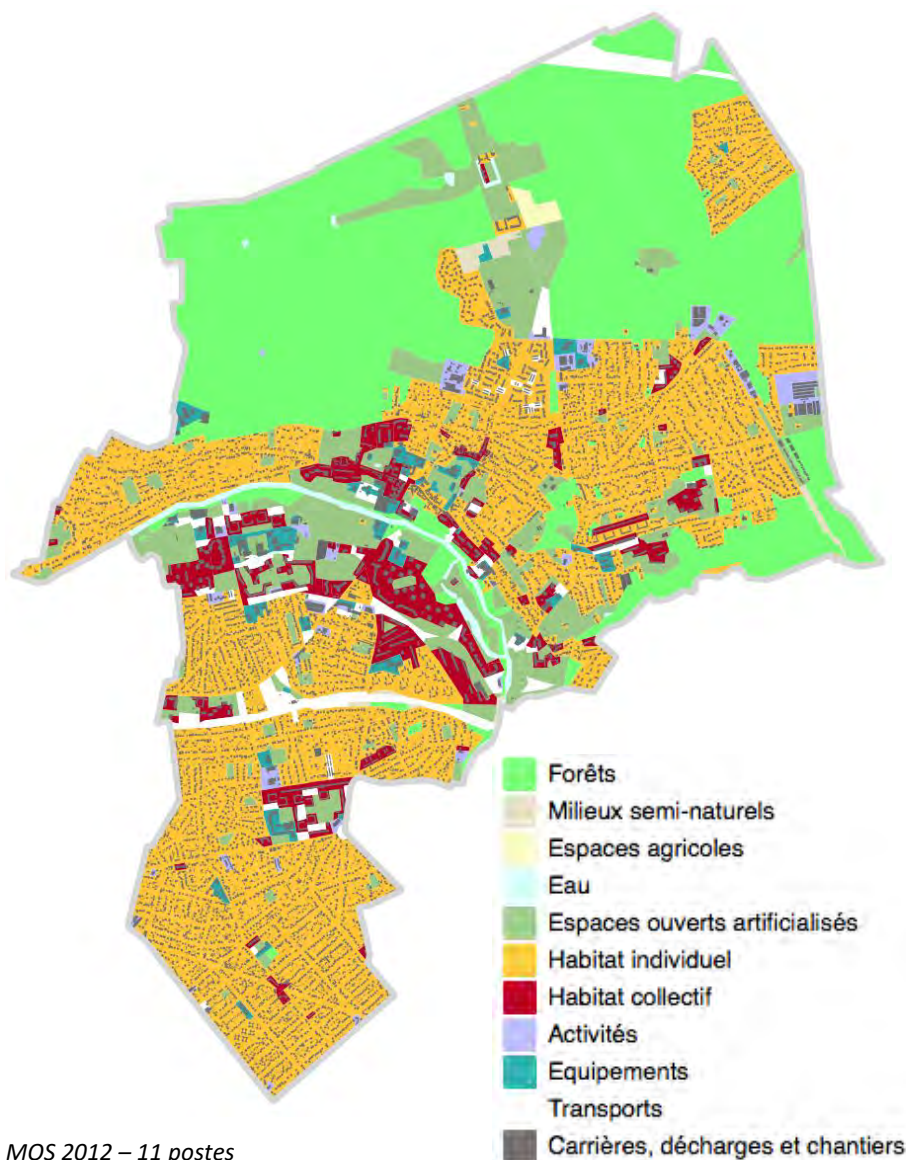 Forêts
Milieux semi-naturels
Espaces agricoles
Eau
Espaces ouverts artificialisés
Habitat individuel
Habitat collectif
Activités
Equipements
Transports
Carrières, décharges et chantiers
MOS 2012 – 11 postes